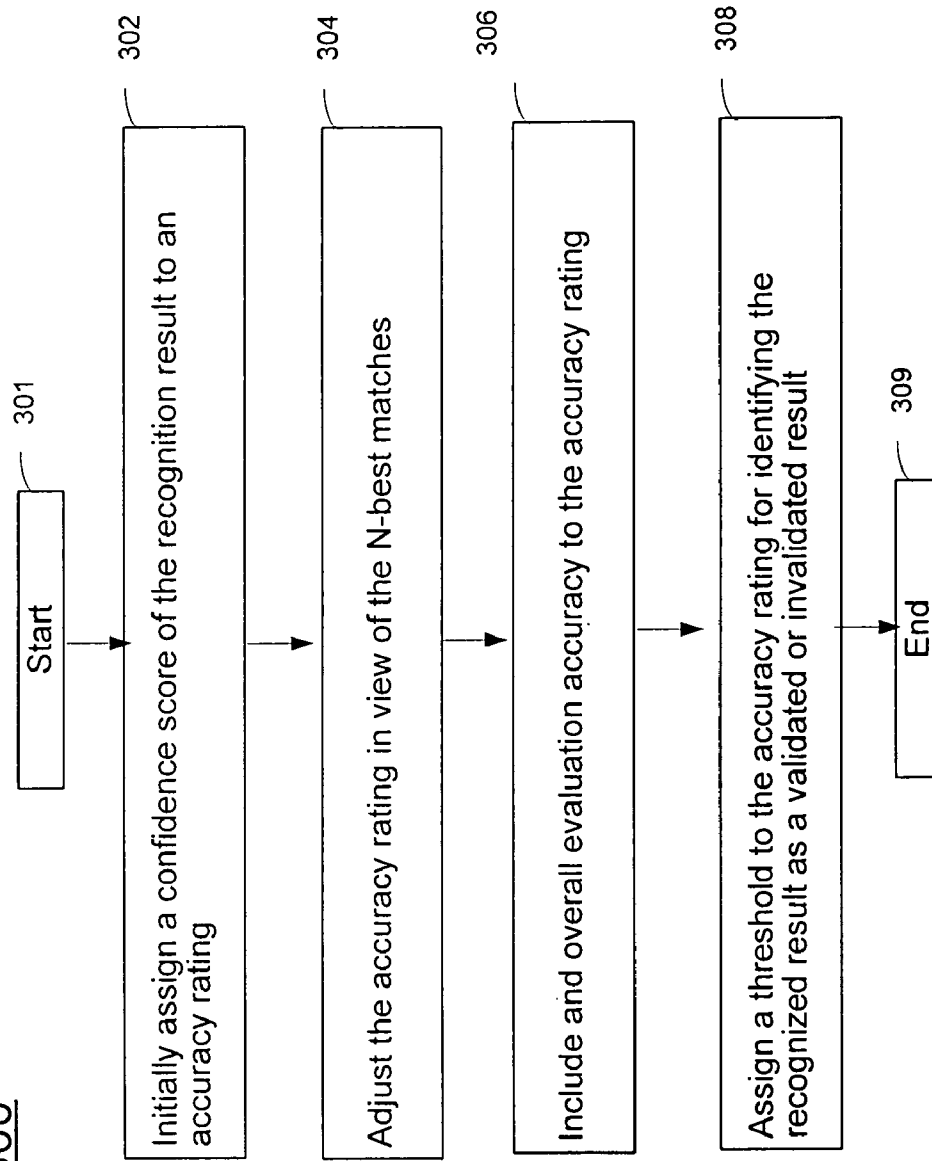 301
Start
302
Initially assign a confidence score of the recognition result to an
accuracy rating
304
Adjust the accuracy rating in view of the N-best matches
306
Include and overall evaluation accuracy to the accuracy rating
308
Assign a threshold to the accuracy rating for identifying the
recognized result as a validated or invalidated result
309
End